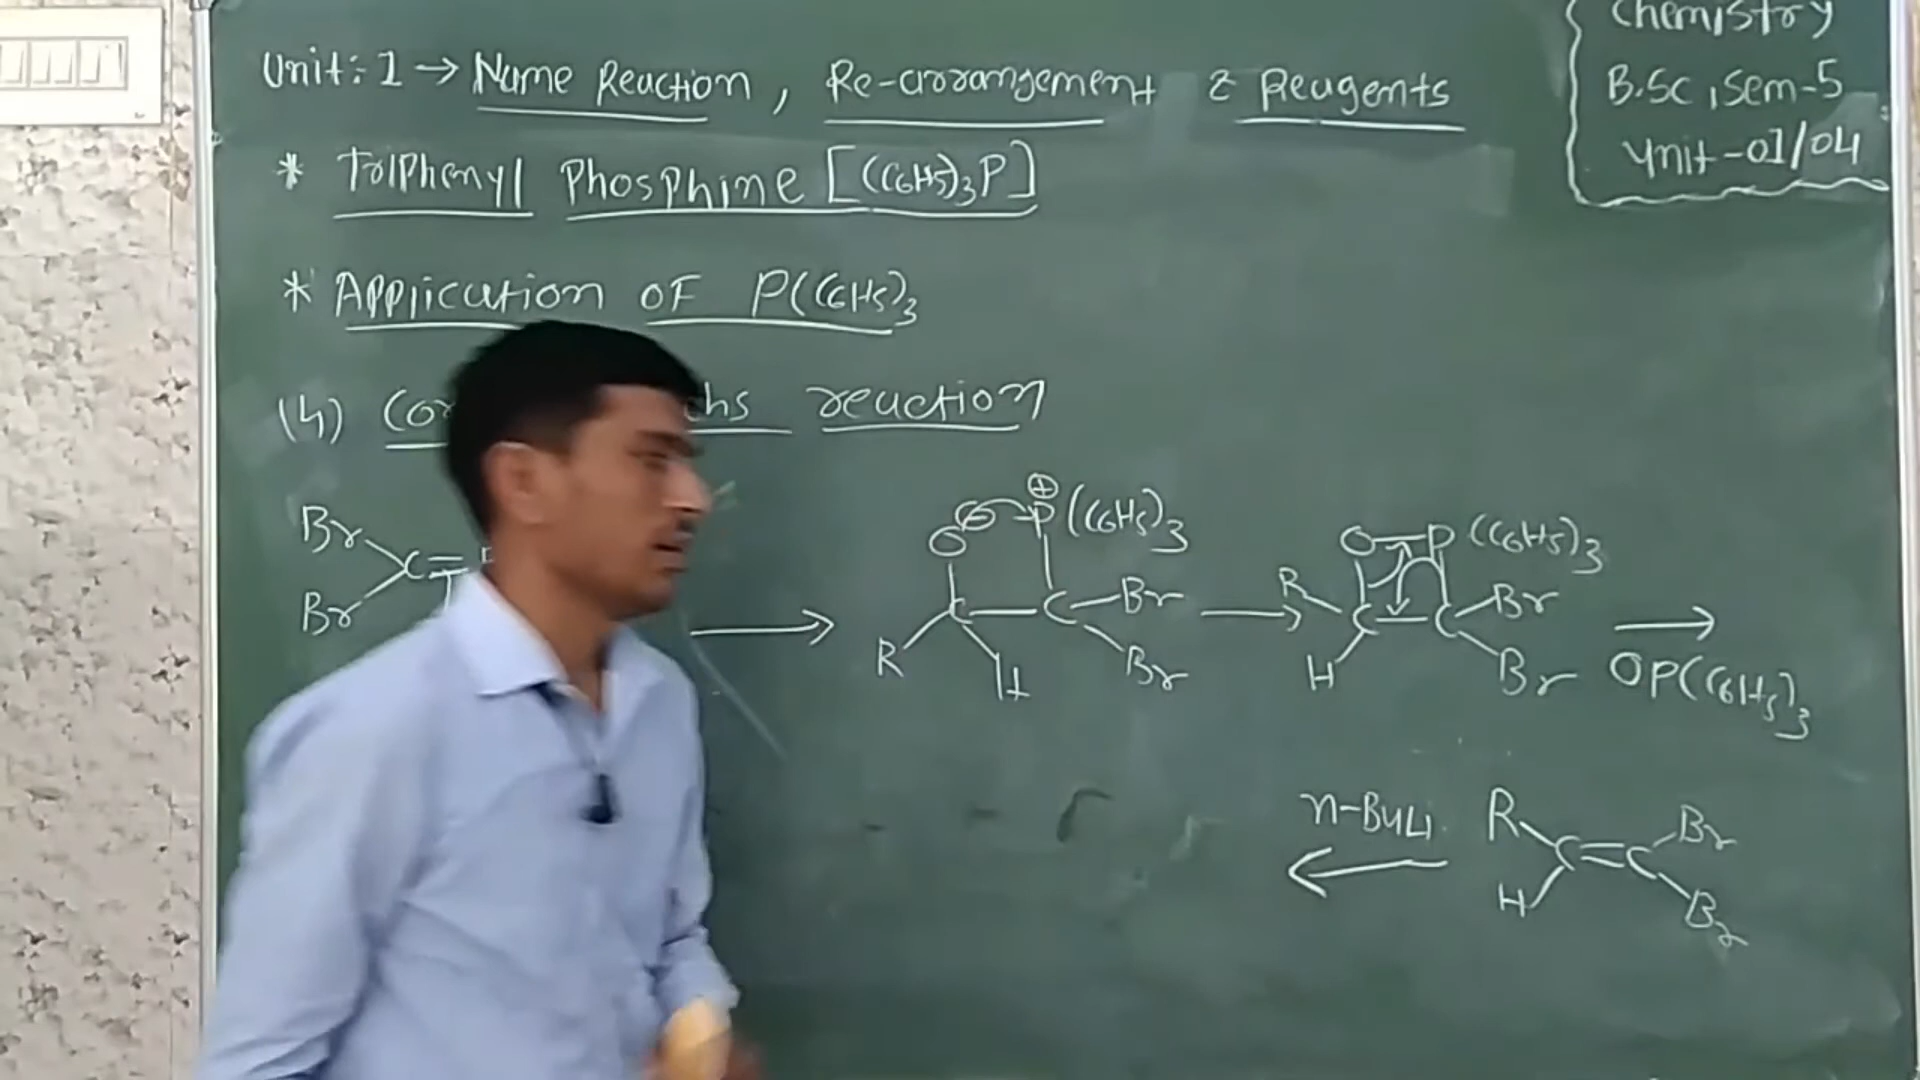 Chemistry
B.Sc, Sem-5
Unit-01/04
Unit:1 → Name Reaction, Re-arrangement & Reagents
* Triphenyl Phosphine [(C6H5)3P]
* Application of P(C6H5)3
(4) reaction
Br Br C=
→
O ⊖ ⊕ P(C6H5)3 C C Br Br R H
→
O P(C6H5)3 R C C Br H Br
→
OP(C6H5)3
n-BuLi ← R H C=C Br Br